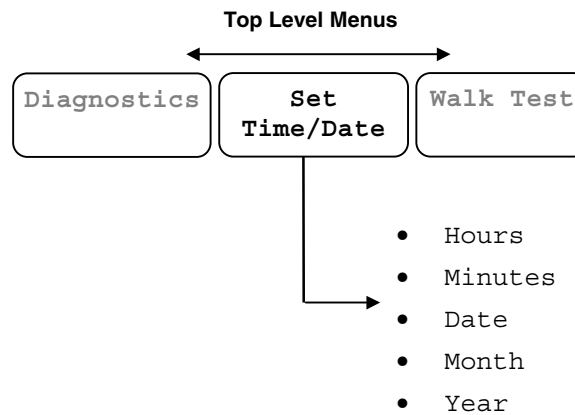 Top Level Menus
Diagnostics
Set
Time/Date
Walk Test
• Hours
• Minutes
• Date
• Month
• Year